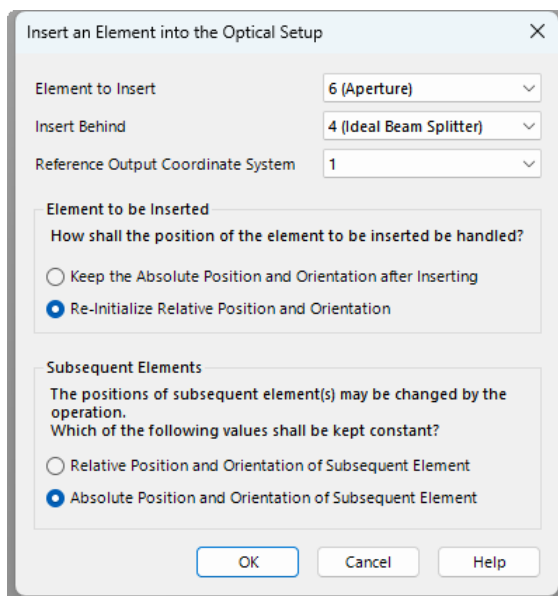 Insert an Element into the Optical Setup
Element to Insert 6 (Aperture)
Insert Behind 4 (Ideal Beam Splitter)
Reference Output Coordinate System 1
Element to be Inserted
How shall the position of the element to be inserted be handled?
Keep the Absolute Position and Orientation after Inserting
Re-Initialize Relative Position and Orientation
Subsequent Elements
The positions of subsequent element(s) may be changed by the
operation.
Which of the following values shall be kept constant?
Relative Position and Orientation of Subsequent Element
Absolute Position and Orientation of Subsequent Element
OK Cancel Help